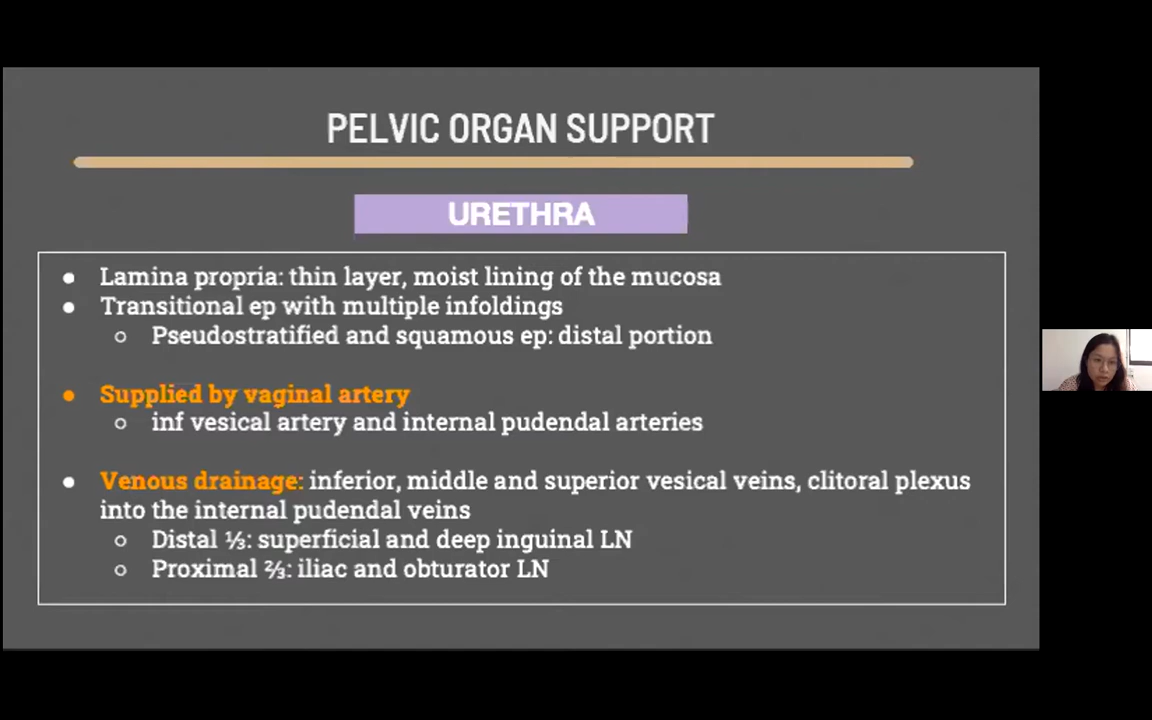 PELVIC ORGAN SUPPORT
URETHRA
● Lamina propria: thin layer, moist lining of the mucosa
● Transitional ep with multiple infoldings
○ Pseudostratified and squamous ep: distal portion
● Supplied by vaginal artery
○ inf vesical artery and internal pudendal arteries
● Venous drainage: inferior, middle and superior vesical veins, clitoral plexus
into the internal pudendal veins
○ Distal ⅓: superficial and deep inguinal LN
○ Proximal ⅔: iliac and obturator LN